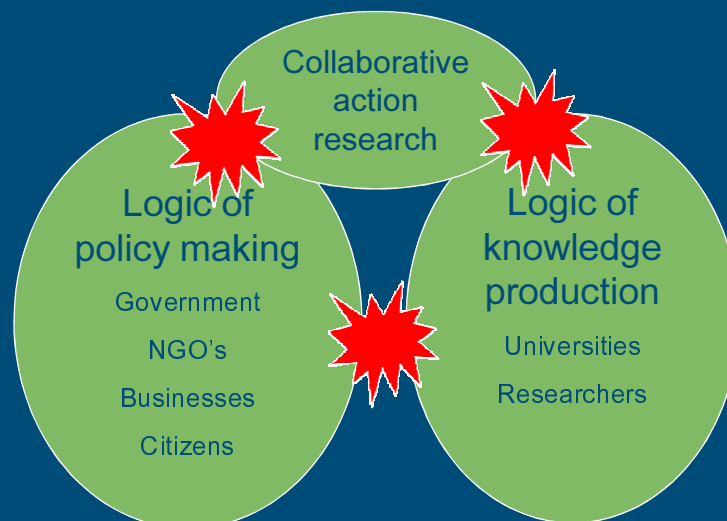 Collaborative
action
research
Logic of
policy making
Government
NGO's
Businesses
Citizens
Logic of
knowledge
production
Universities
Researchers